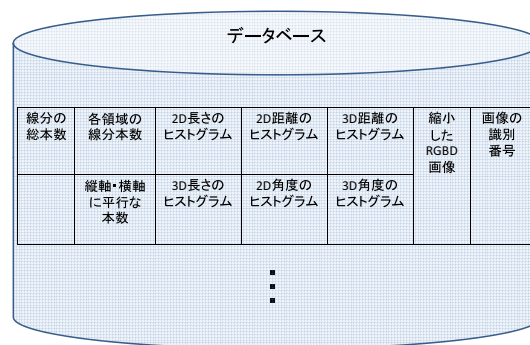 データベース
線分の
総本数
各領域の
線分本数
2D長さの
ヒストグラム
2D距離の
ヒストグラム
3D距離の
ヒストグラム
縮小
した
RGBD
画像
画像の
識別
番号
縦軸・横軸
に平行な
本数
3D長さの
ヒストグラム
2D角度の
ヒストグラム
3D角度の
ヒストグラム